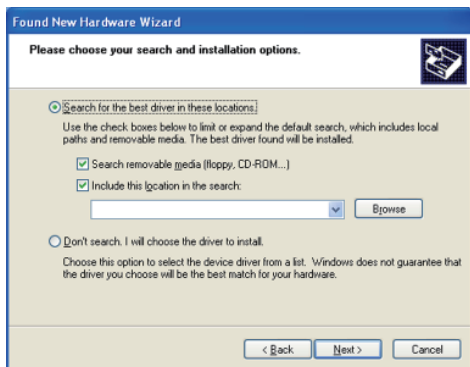 Found New Hardware Wizard
Please choose your search and installation options.
Search for the best driver in these locations.
Use the check boxes below to limit or expand the default search, which includes local
paths and removable media. The best driver found will be installed.
Search removable media (floppy, CD-ROM...)
Include this location in the search:
Browse
Don't search. I will choose the driver to install.
Choose this option to select the device driver from a list. Windows does not guarantee that
the driver you choose will be the best match for your hardware.
< Back
Next >
Cancel